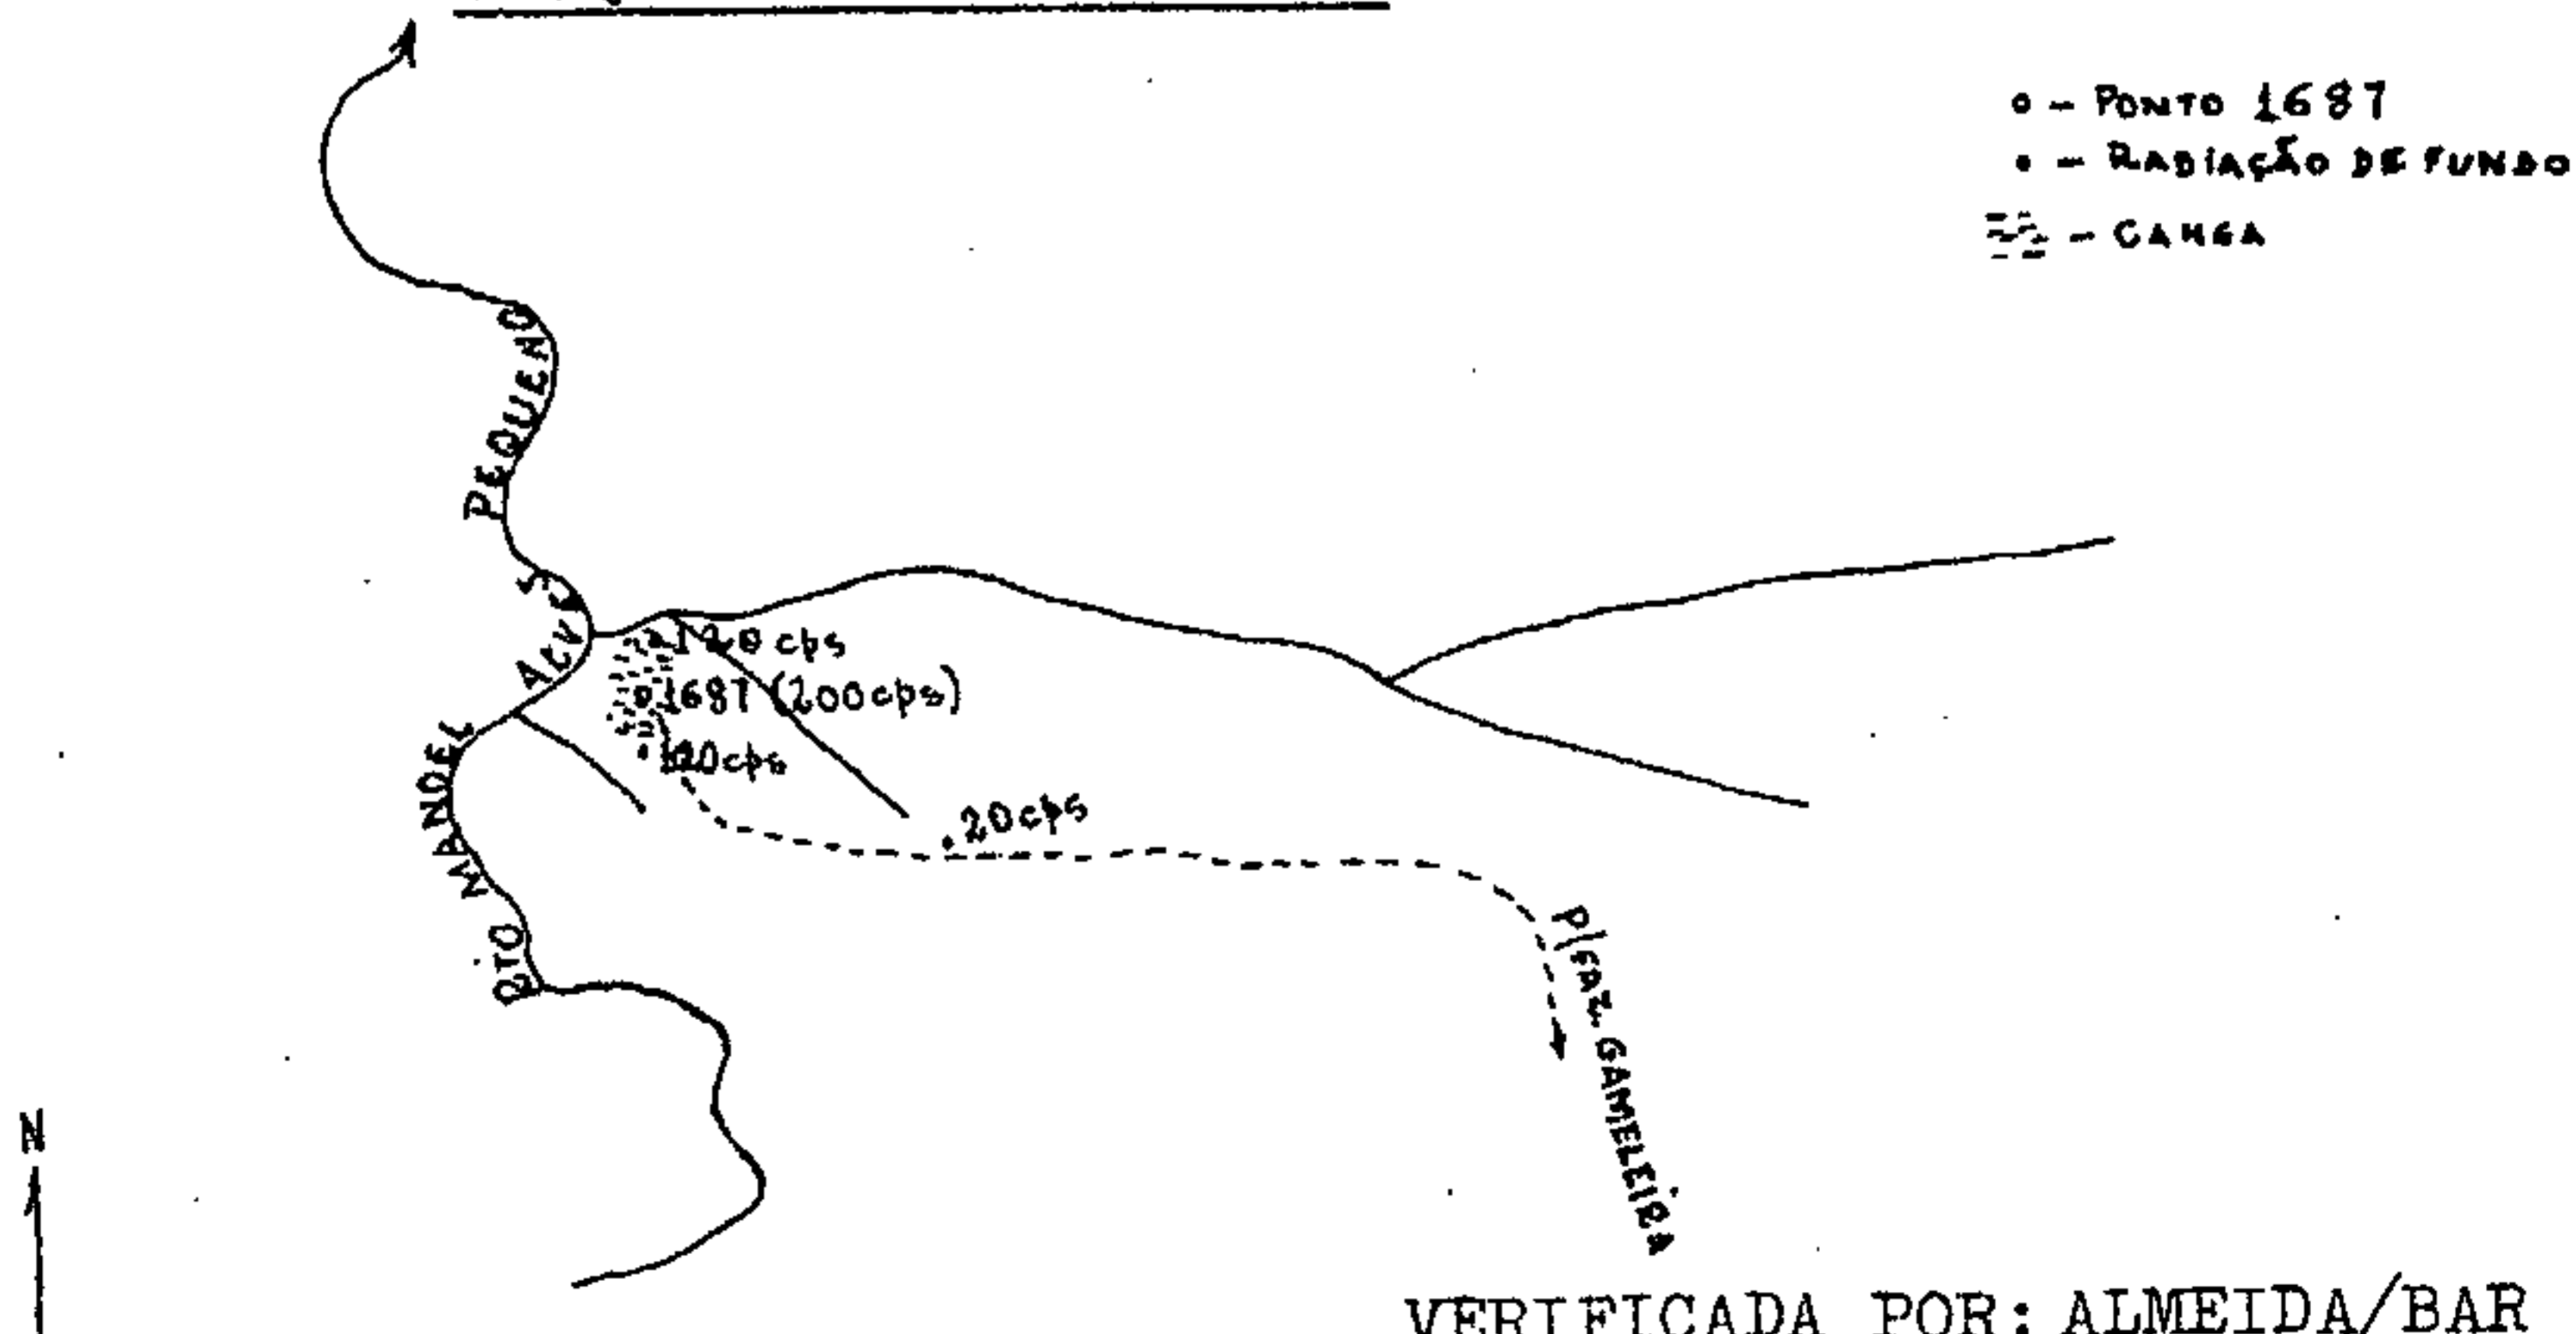 o - PONTO 1687
• - RADIAÇÃO DE FUNDO
- CANGA
PEQUENO
ALVES
MANOEL
120 cps
1687 (200cps)
120cps
.20cps
P/FAZ. GAMELEIRA
N
VERIFICADA POR: ALMEIDA/BAR